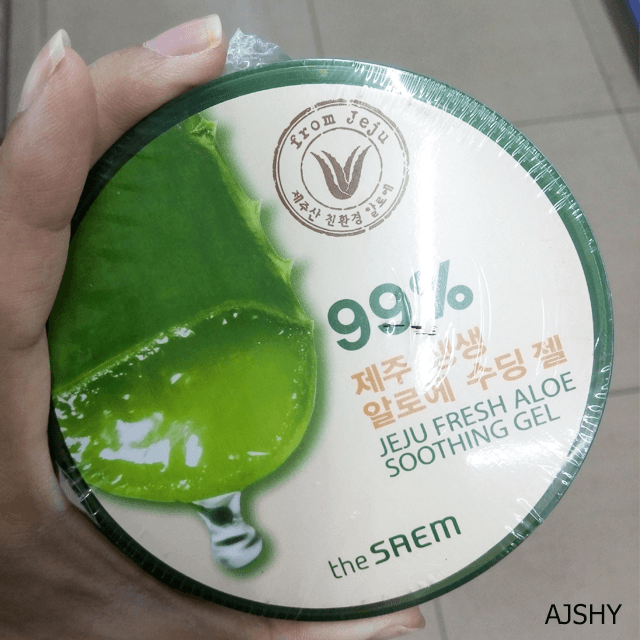 from Jeju
제주산 친환경 알로에
99%
제주 생생
알로에 수딩 젤
JEJU FRESH ALOE
SOOTHING GEL
the SAEM
AJSHY